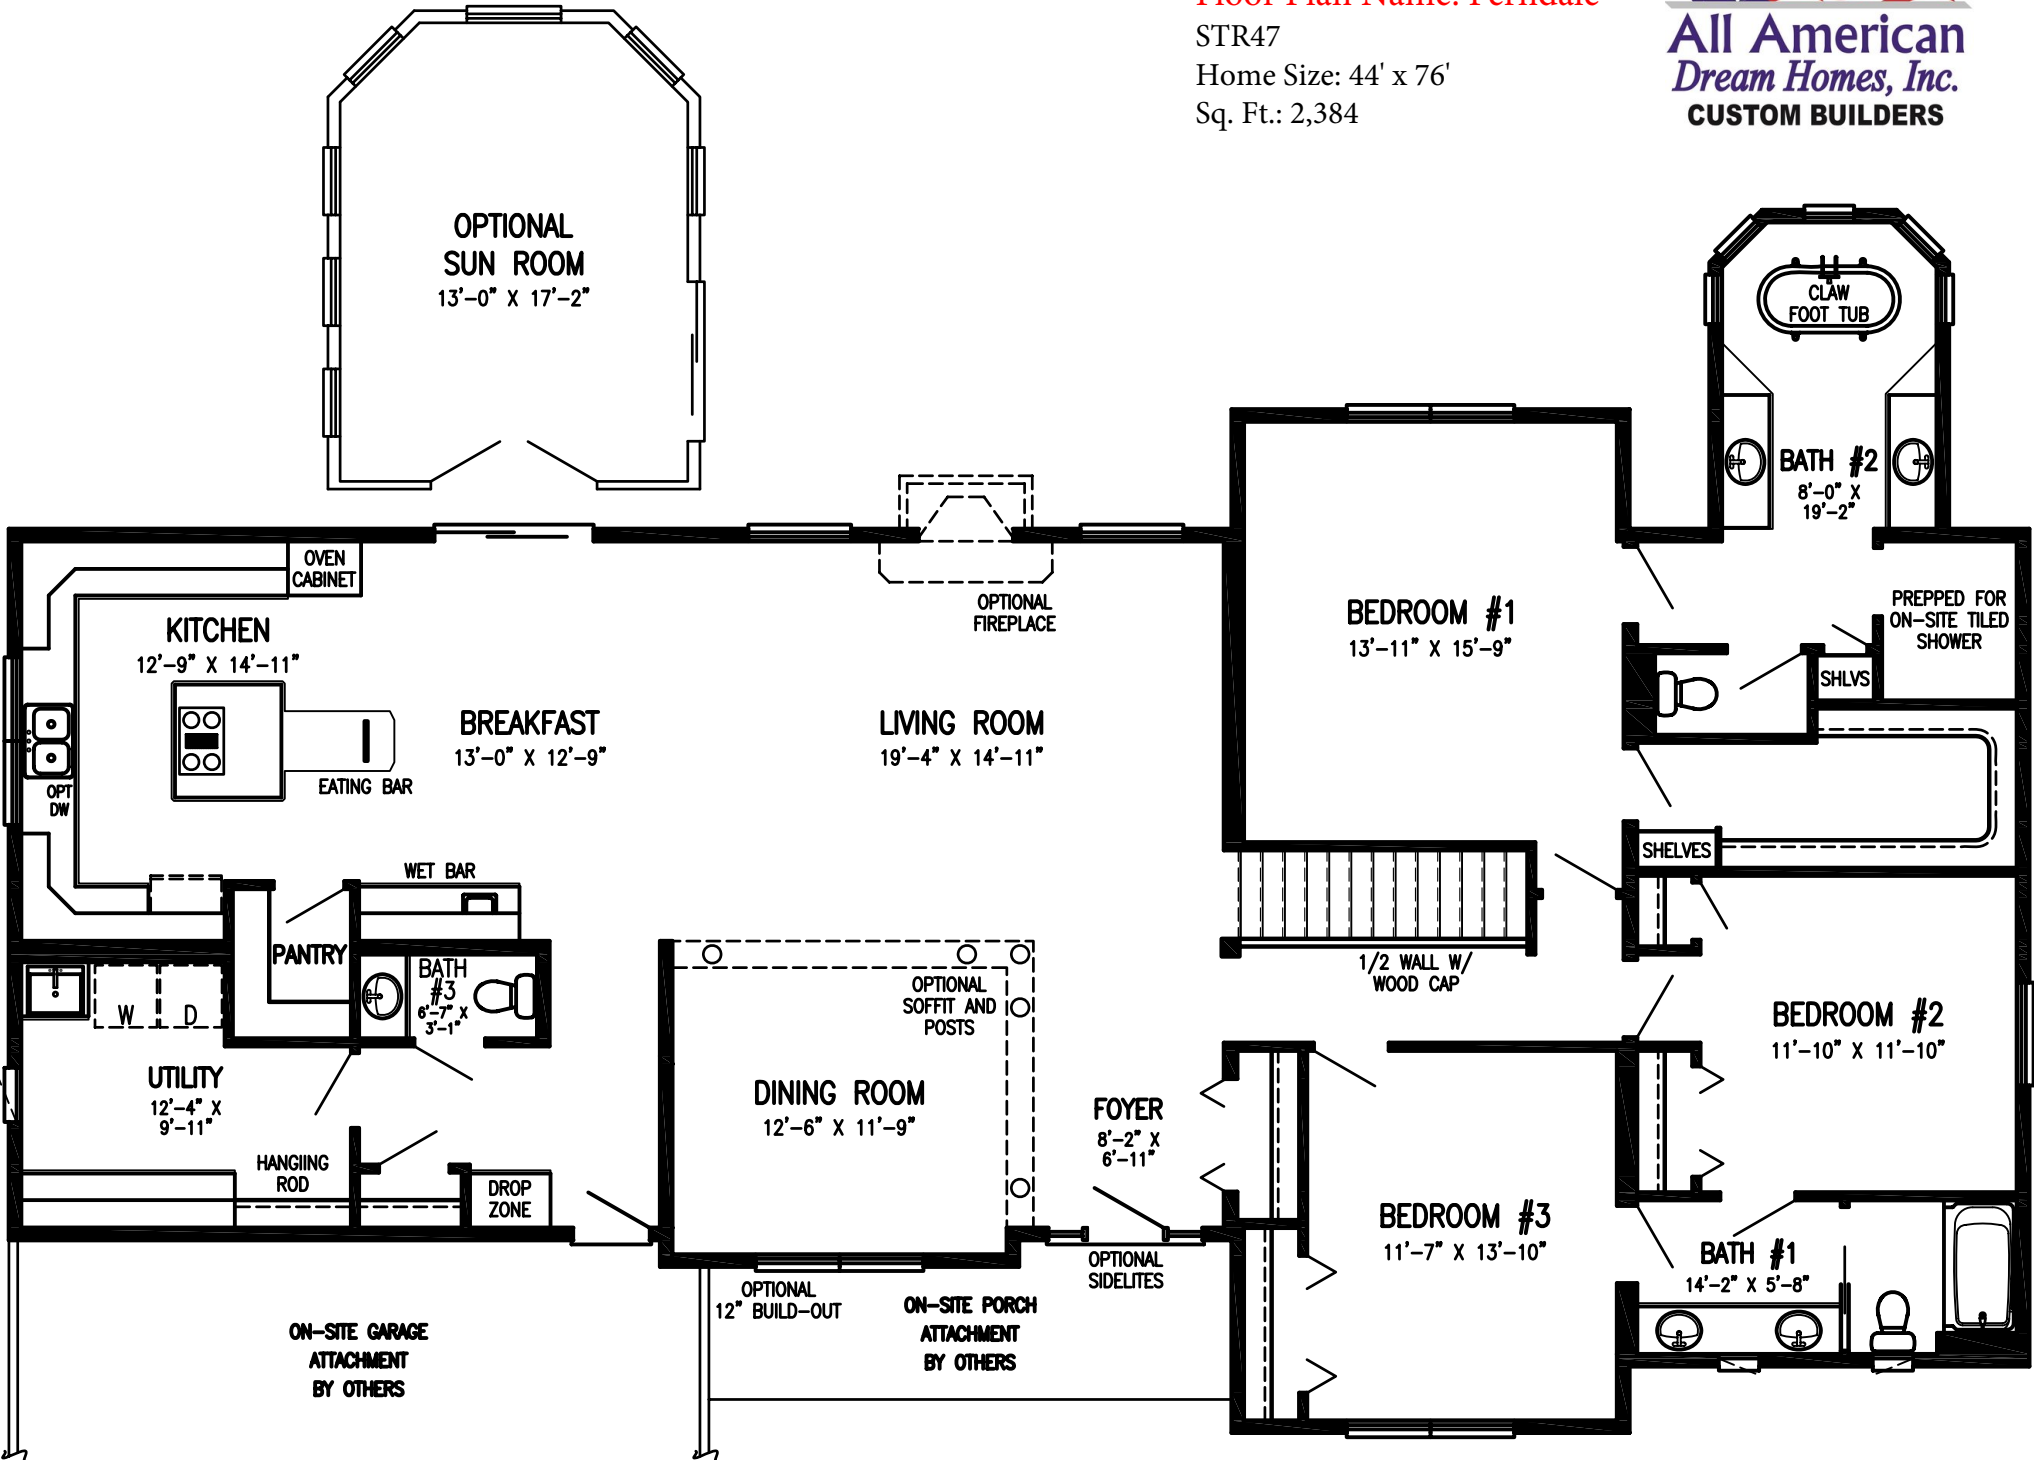 Floor Plan Name: Ferndale
STR47
Home Size: 44' x 76'
Sq. Ft.: 2,384
All American
Dream Homes, Inc.
CUSTOM BUILDERS
OPTIONAL
SUN ROOM
13'-0" X 17'-2"
CLAW
FOOT TUB
BATH #2
8'-0" X
19'-2"
OVEN
CABINET
KITCHEN
12'-9" X 14'-11"
OPT
DW
EATING BAR
BREAKFAST
13'-0" X 12'-9"
OPTIONAL
FIREPLACE
LIVING ROOM
19'-4" X 14'-11"
BEDROOM #1
13'-11" X 15'-9"
PREPPED FOR
ON-SITE TILED
SHOWER
SHLVS
SHELVES
WET BAR
PANTRY
BATH
#3
6'-7" X
3'-1"
W
D
UTILITY
12'-4" X
9'-11"
HANGIING
ROD
DROP
ZONE
OPTIONAL
SOFFIT AND
POSTS
DINING ROOM
12'-6" X 11'-9"
1/2 WALL W/
WOOD CAP
FOYER
8'-2" X
6'-11"
BEDROOM #2
11'-10" X 11'-10"
BEDROOM #3
11'-7" X 13'-10"
BATH #1
14'-2" X 5'-8"
OPTIONAL
SIDELITES
OPTIONAL
12" BUILD-OUT
ON-SITE PORCH
ATTACHMENT
BY OTHERS
ON-SITE GARAGE
ATTACHMENT
BY OTHERS